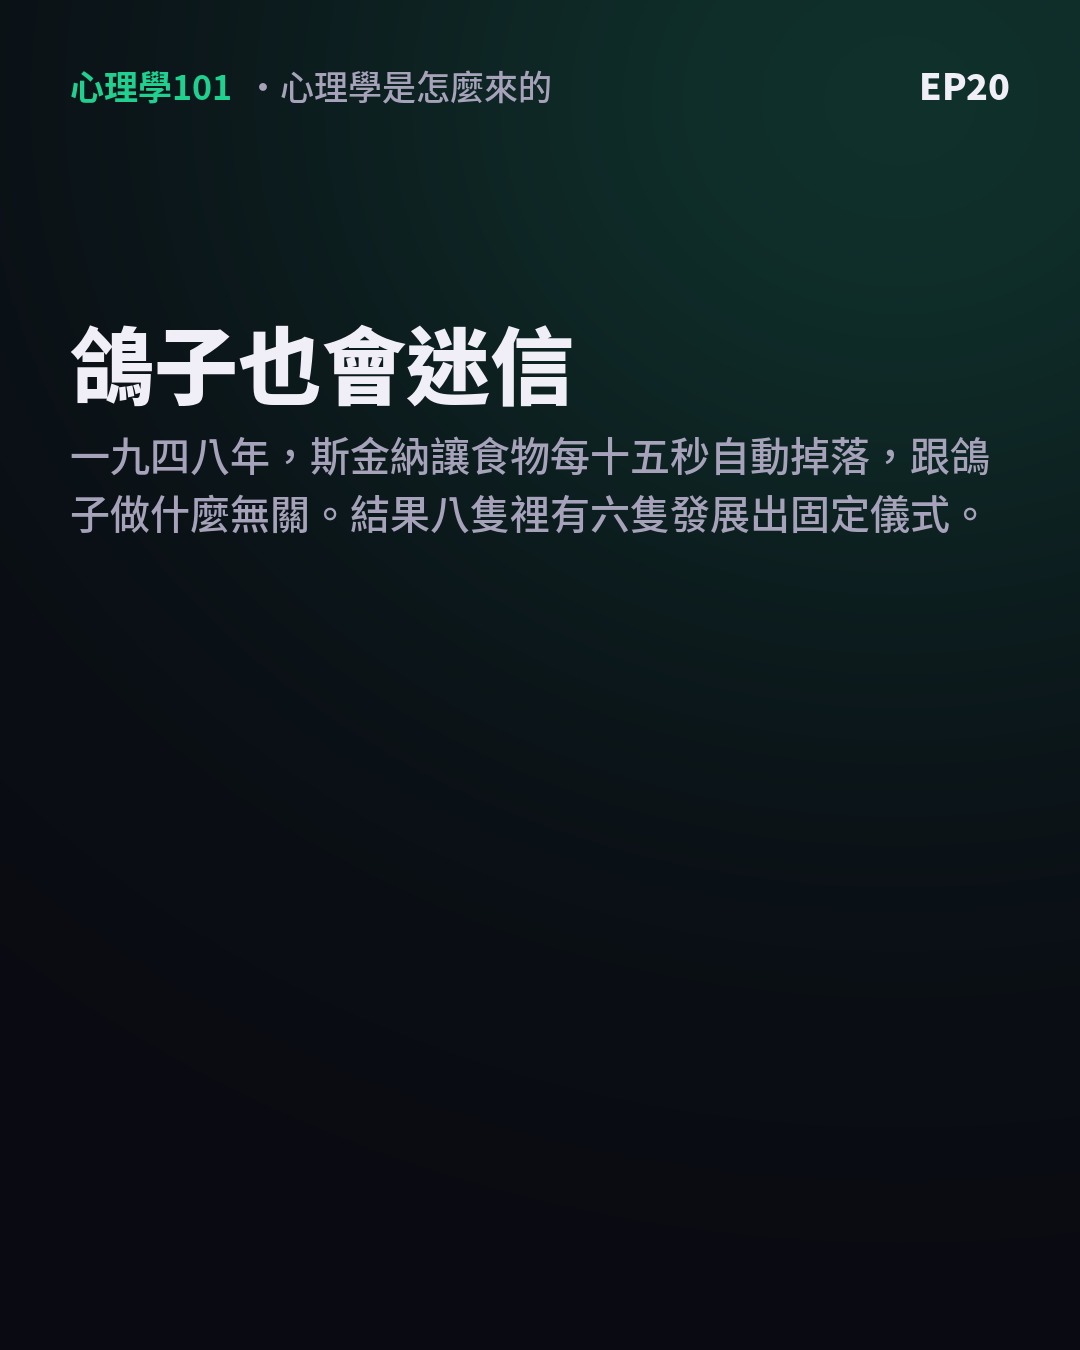 心理學101 ・心理學是怎麼來的
EP20
鴿子也會迷信
一九四八年，斯金納讓食物每十五秒自動掉落，跟鴿
子做什麼無關。結果八隻裡有六隻發展出固定儀式。